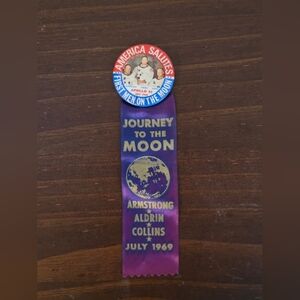 AMERICA SALUTES
APOLLO 11
FIRST MEN ON THE MOON
JOURNEY
TO THE
MOON
ARMSTRONG
ALDRIN
COLLINS
JULY 1969